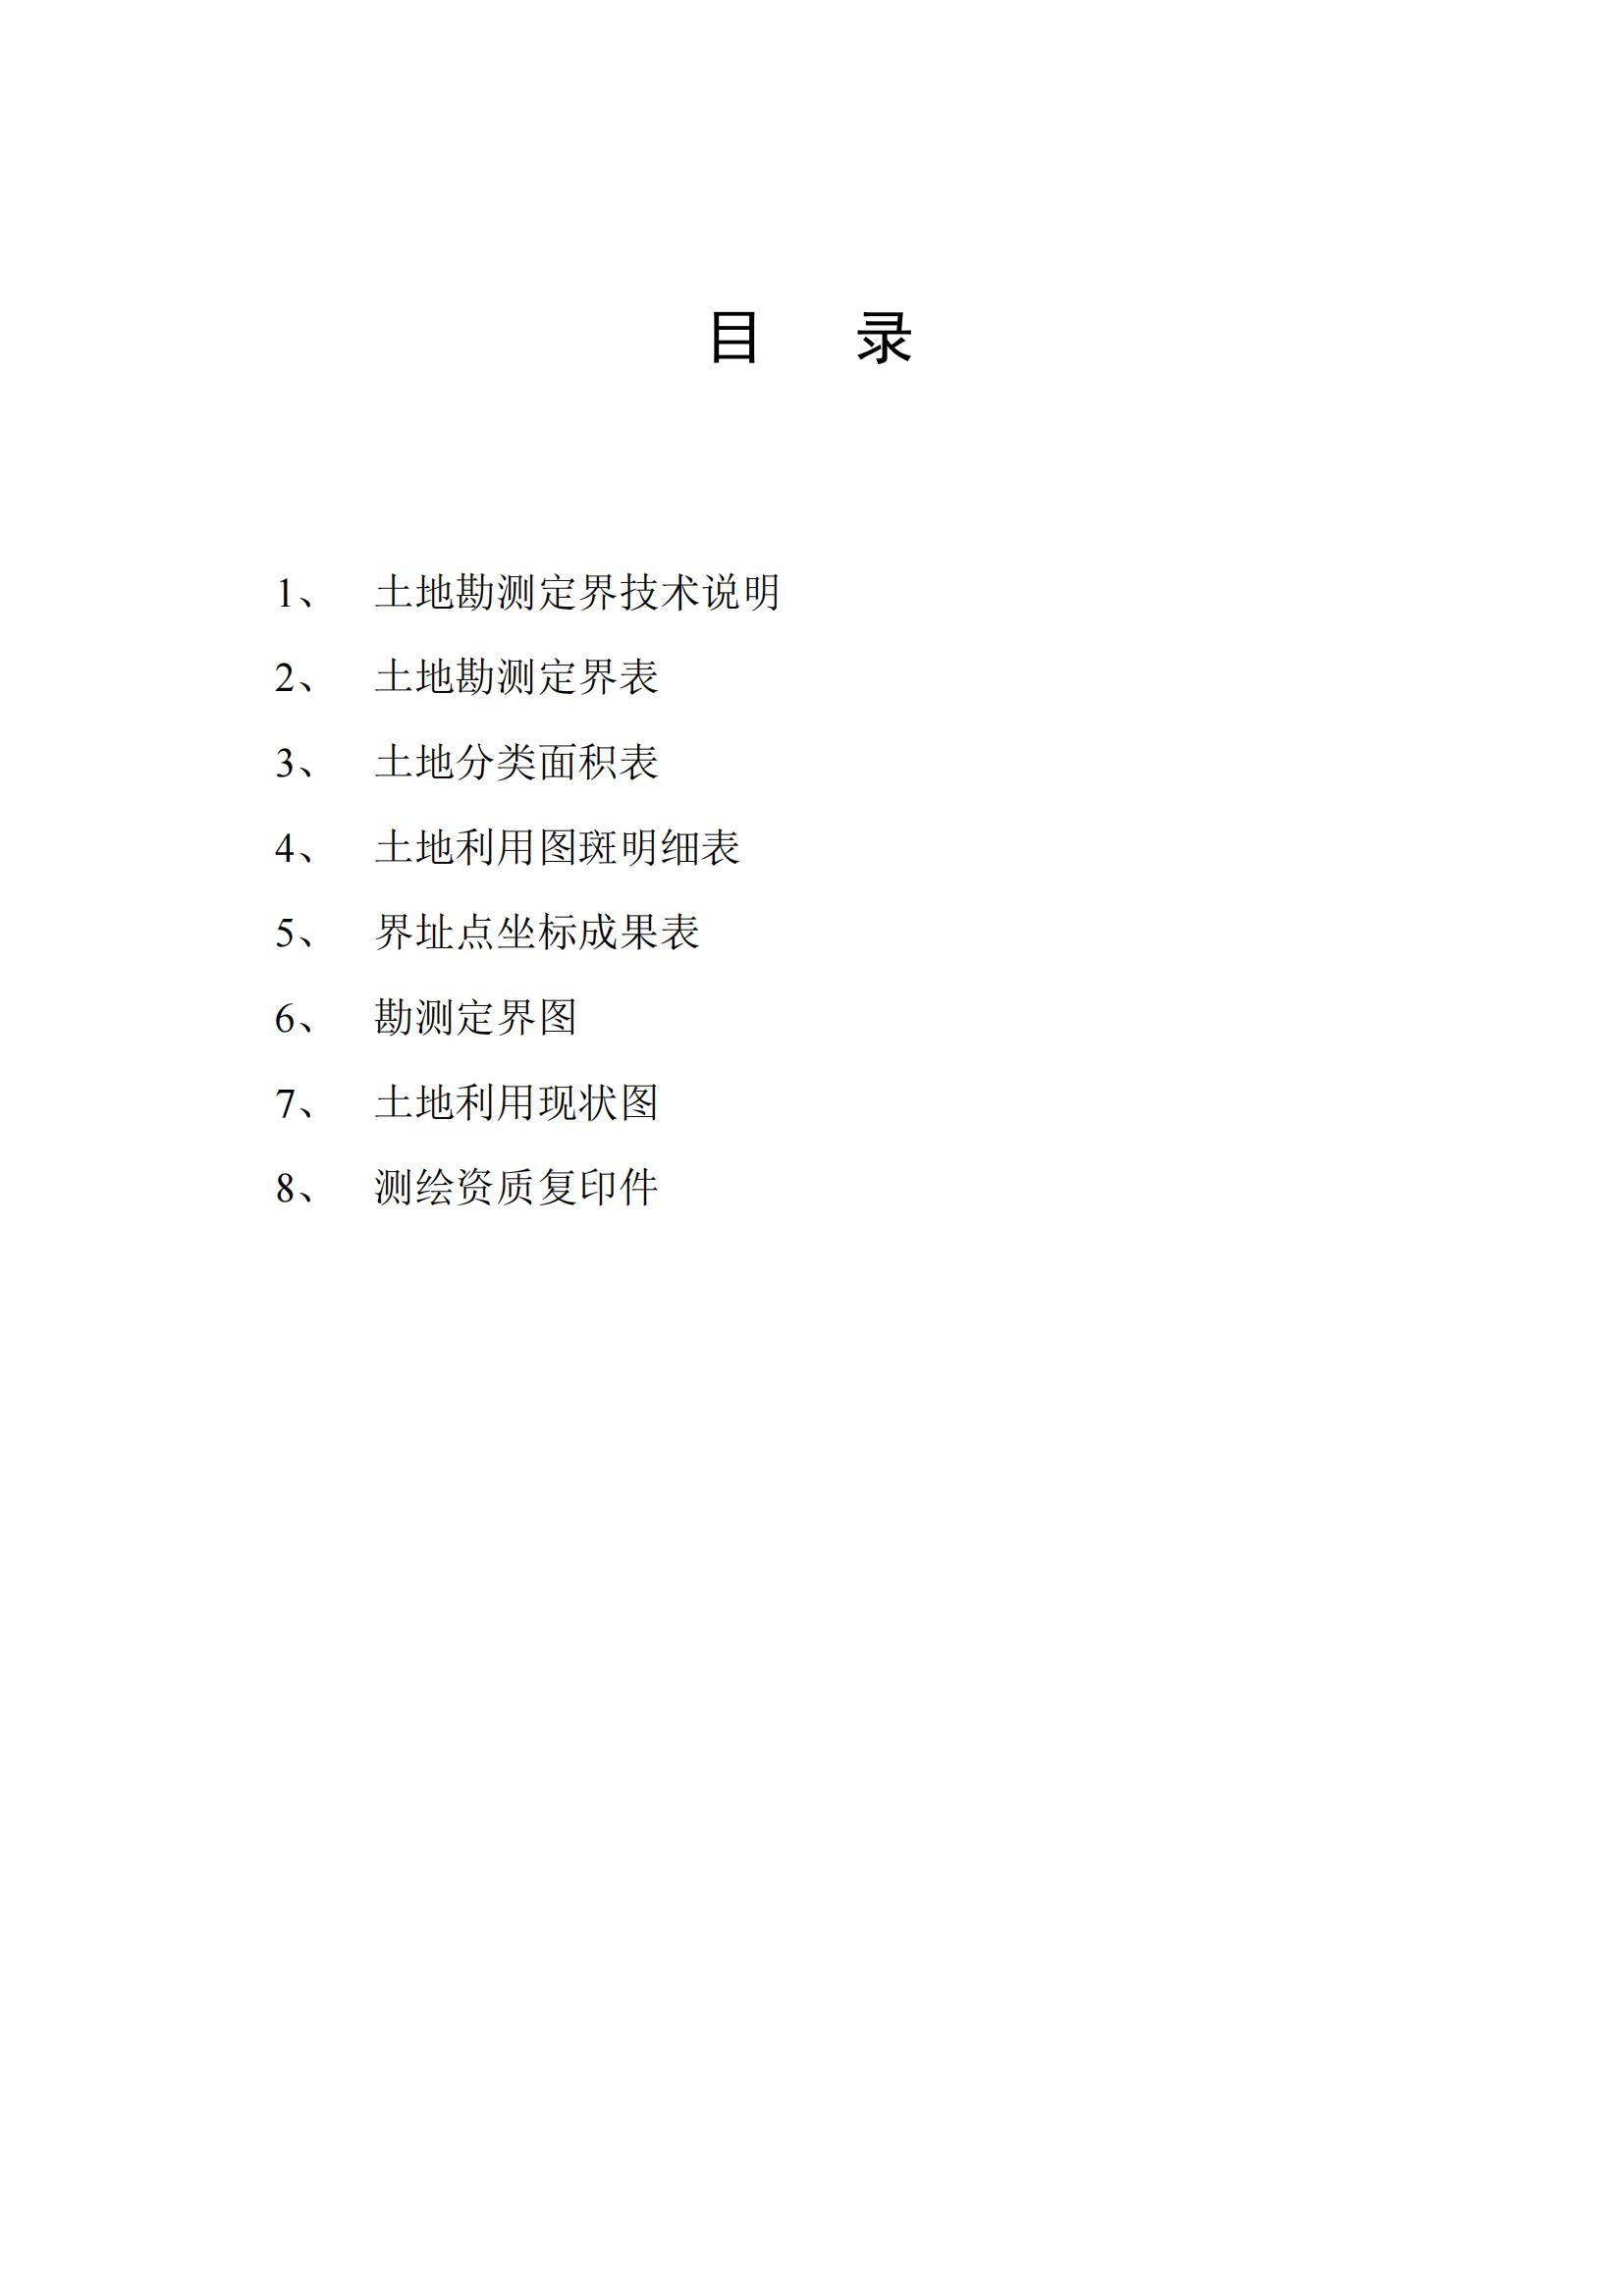 目 录
1、 土地勘测定界技术说明
2、 土地勘测定界表
3、 土地分类面积表
4、 土地利用图斑明细表
5、 界址点坐标成果表
6、 勘测定界图
7、 土地利用现状图
8、 测绘资质复印件